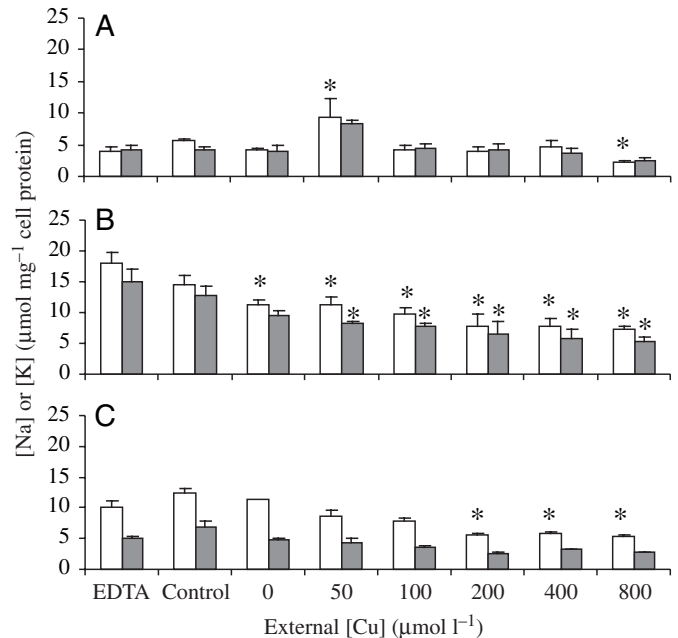 A
25
20
15
10
5
0
*
*
B
25
20
15
10
5
0
* * * * * * * * * * *
C
25
20
15
10
5
0
* * *
[Na] or [K] (μmol mg⁻¹ cell protein)
EDTA Control 0 50 100 200 400 800
External [Cu] (μmol l⁻¹)